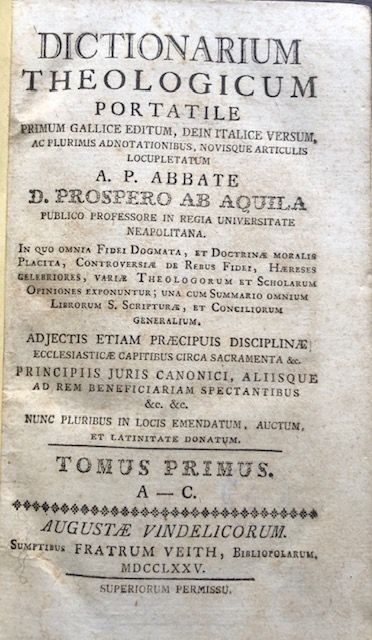 DICTIONARIUM
THEOLOGICUM
PORTATILE
PRIMUM GALLICE EDITUM, DEIN ITALICE VERSUM,
AC PLURIMIS ADNOTATIONIBUS, NOVISQUE ARTICULIS
LOCUPLETATUM
A. P. ABBATE
D. PROSPERO AB AQUILA
PUBLICO PROFESSORE IN REGIA UNIVERSITATE
NEAPOLITANA.
IN QUO OMNIA FIDEI DOGMATA, ET DOCTRINÆ MORALIS
PLACITA, CONTROVERSIÆ DE REBUS FIDEI, HÆRESES
CELEBRIORES, VARIÆ THEOLOGORUM ET SCHOLARUM
OPINIONES EXPONUNTUR; UNA CUM SUMMARIO OMNIUM
LIBRORUM S. SCRIPTURÆ, ET CONCILIORUM
GENERALIUM.
ADJECTIS ETIAM PRÆCIPUIS DISCIPLINÆ
ECCLESIASTICÆ CAPITIBUS CIRCA SACRAMENTA &c.
PRINCIPIIS JURIS CANONICI, ALIISQUE
AD REM BENEFICIARIAM SPECTANTIBUS
&c. &c.
NUNC PLURIBUS IN LOCIS EMENDATUM, AUCTUM,
ET LATINITATE DONATUM.
TOMUS PRIMUS.
A — C.
AUGUSTÆ VINDELICORUM.
SUMPTIBUS FRATRUM VEITH, BIBLIOPOLARUM,
MDCCLXXV.
SUPERIORUM PERMISSU.